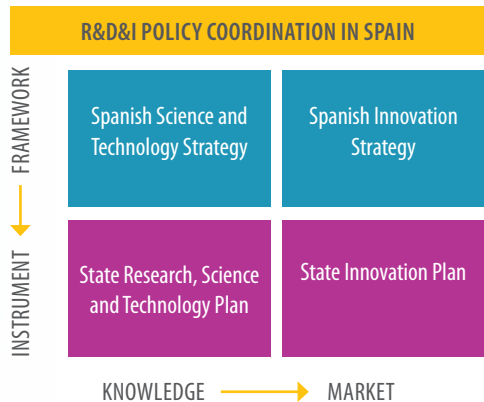 R&D&I POLICY COORDINATION IN SPAIN
FRAMEWORK
Spanish Science and
Technology Strategy
Spanish Innovation
Strategy
INSTRUMENT
State Research, Science
and Technology Plan
State Innovation Plan
KNOWLEDGE
MARKET